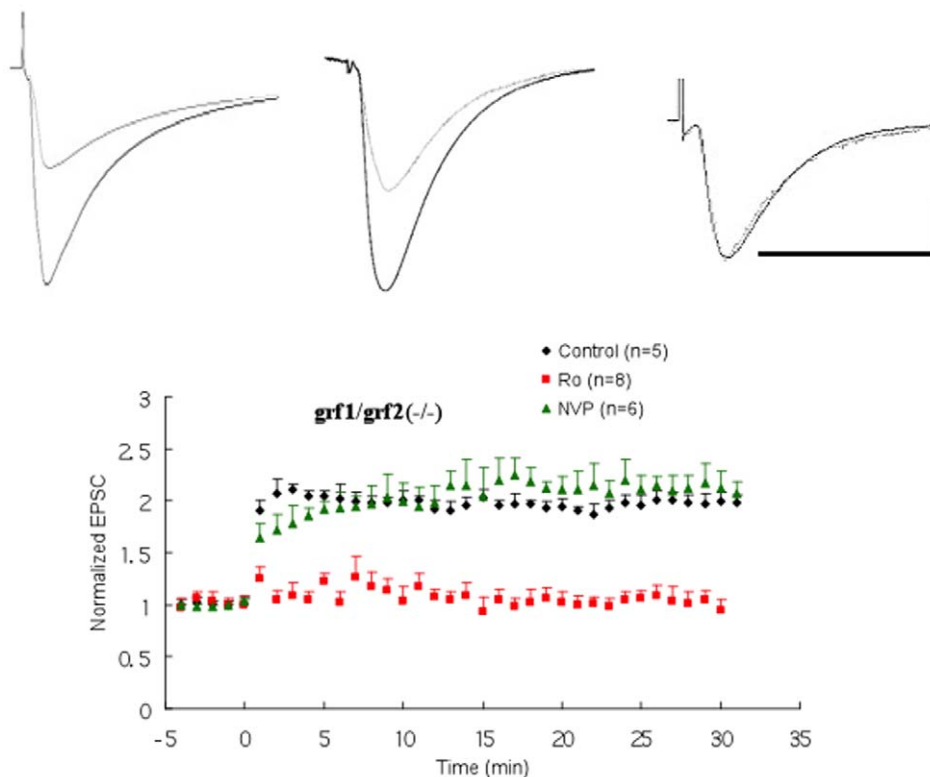 Control (n=5)
Ro (n=8)
NVP (n=6)
grf1/grf2(-/-)
Normalized EPSC
3
2.5
2
1.5
1
0.5
0
-5 0 5 10 15 20 25 30 35
Time (min)